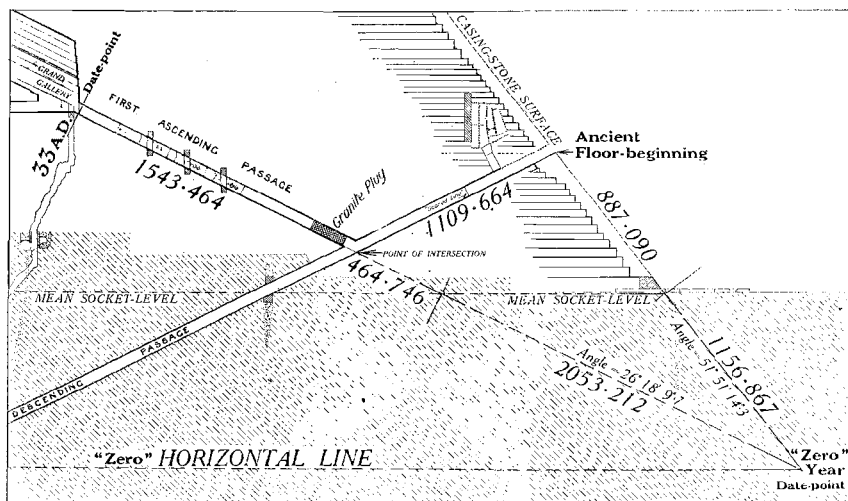 CASING-STONE SURFACE
GRAND
GALLERY
Date-point
33 A.D.
FIRST ASCENDING PASSAGE
1543·464
Granite Plug
Ancient
Floor-beginning
1109·664
887·090
POINT OF INTERSECTION
464·746
MEAN SOCKET-LEVEL
MEAN SOCKET-LEVEL
DESCENDING PASSAGE
Angle = 26° 18' 9"·7
2053·212
1156·867
Angle = 51° 51' 14"·3
"Zero" HORIZONTAL LINE
"Zero"
Year
Date-point